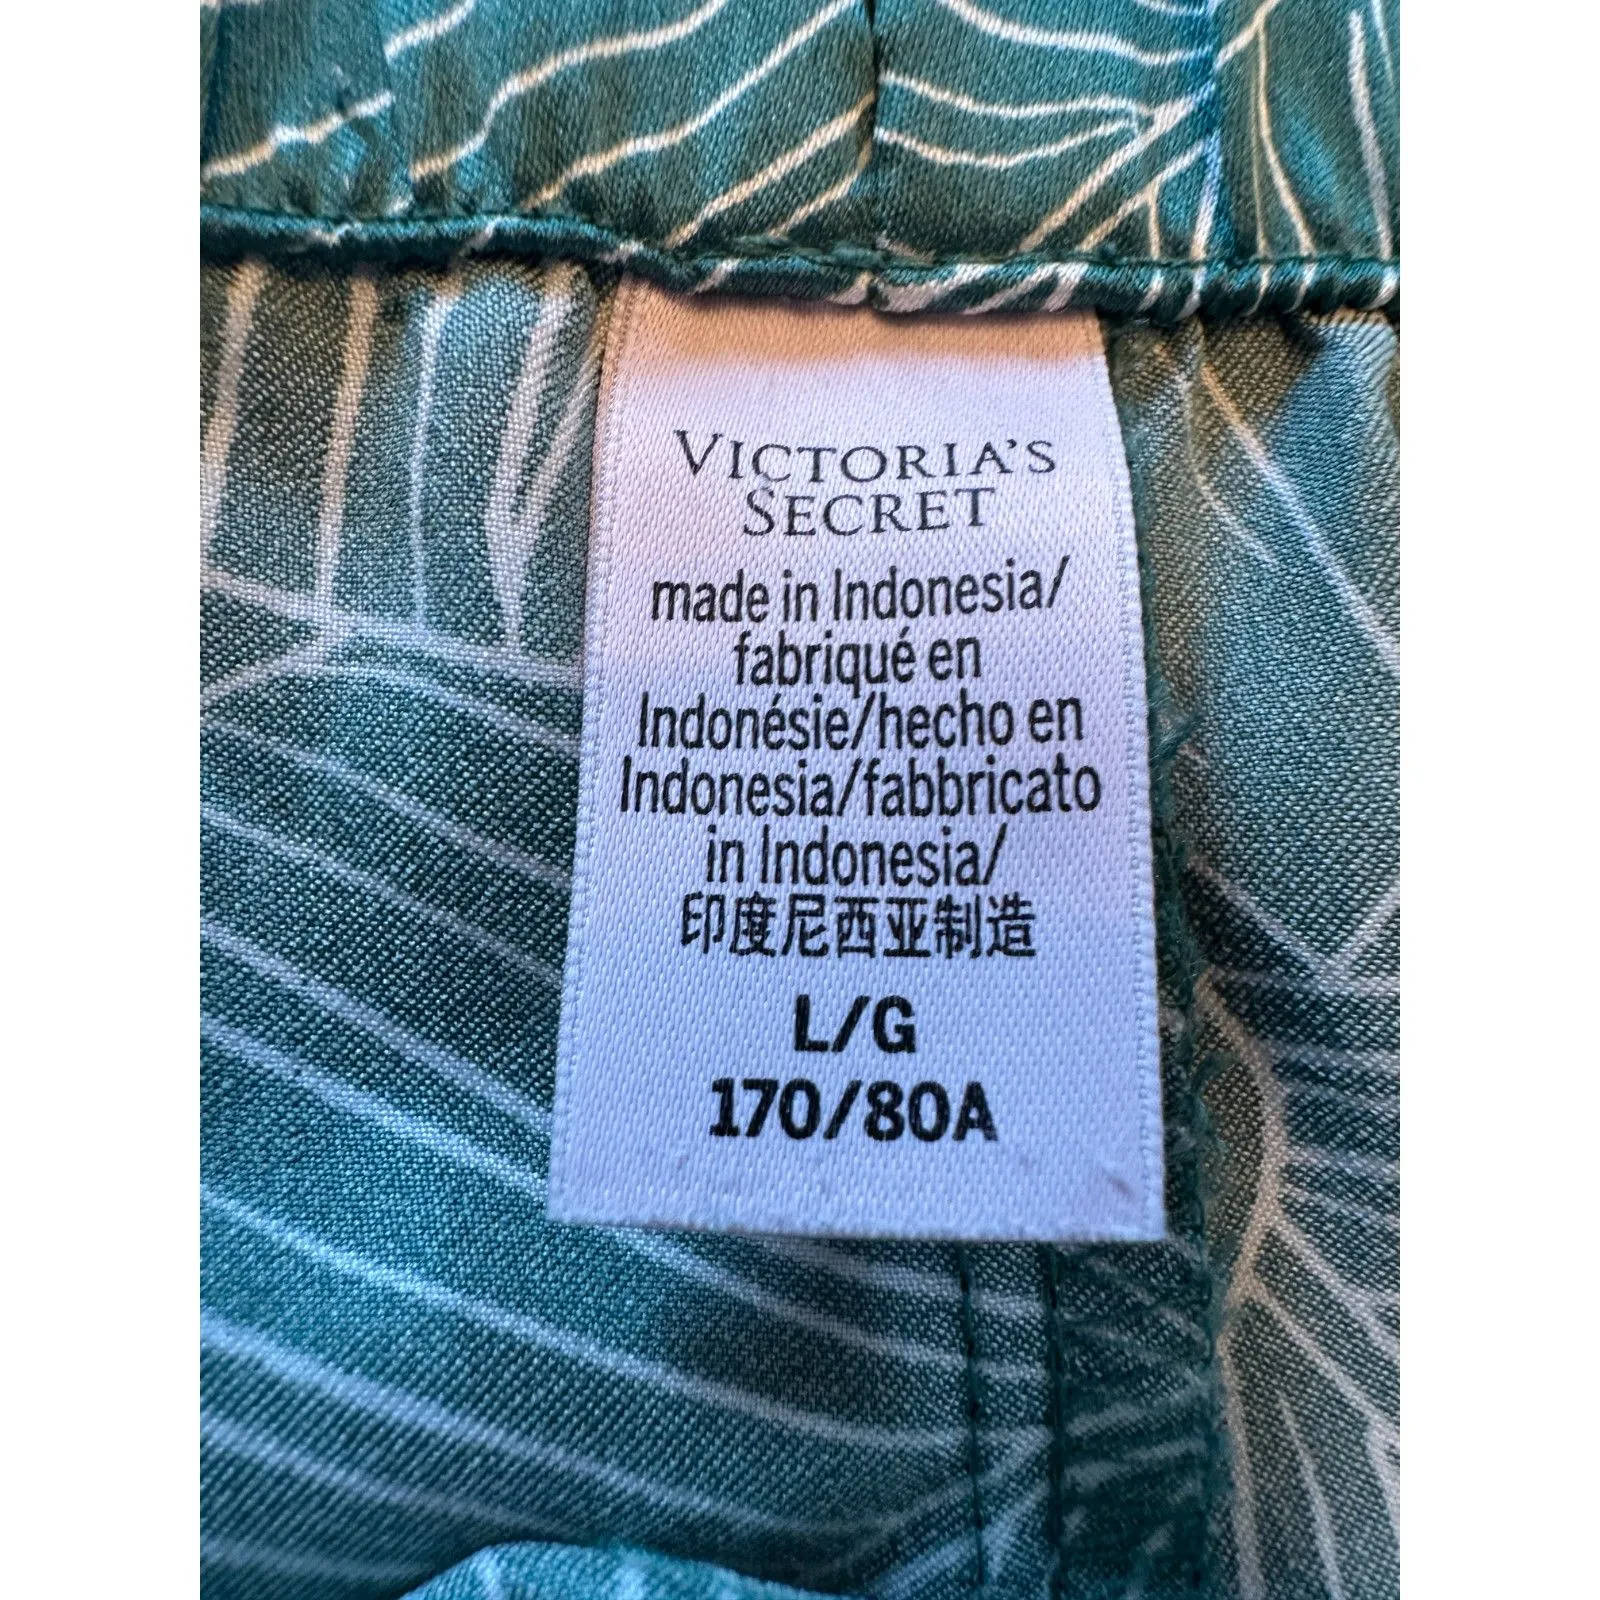 VICTORIA'S
SECRET
made in Indonesia/
fabriqué en
Indonésie/hecho en
Indonesia/fabbricato
in Indonesia/
印度尼西亚制造
L/G
170/80A